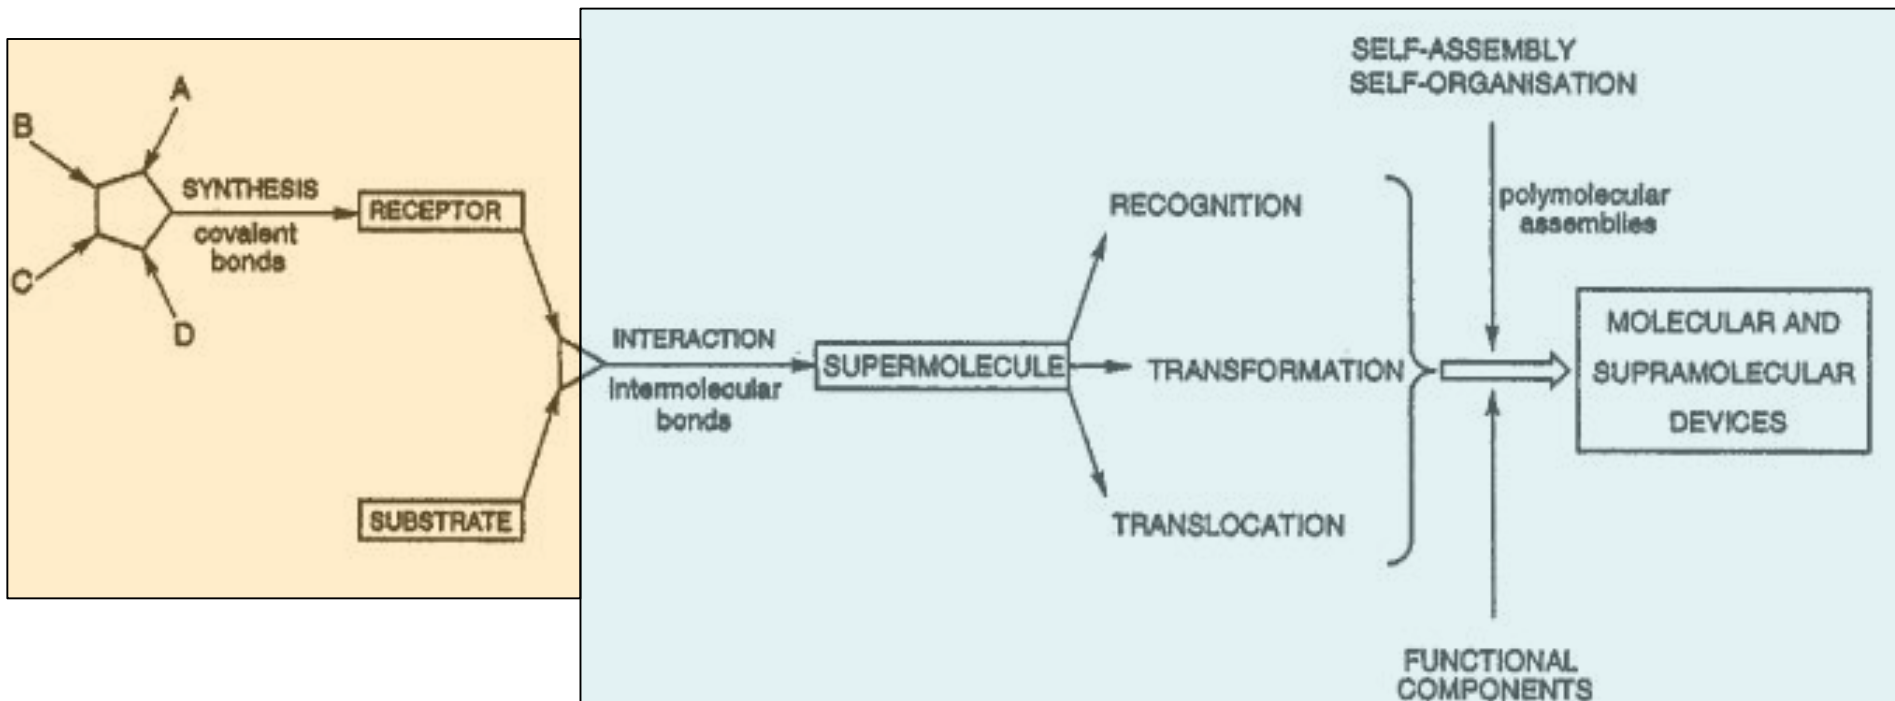 A
B
C
D
SYNTHESIS
covalent
bonds
RECEPTOR
SUBSTRATE
INTERACTION
intermolecular
bonds
SUPERMOLECULE
RECOGNITION
TRANSFORMATION
TRANSLOCATION
SELF-ASSEMBLY
SELF-ORGANISATION
polymolecular
assemblies
FUNCTIONAL
COMPONENTS
MOLECULAR AND
SUPRAMOLECULAR
DEVICES